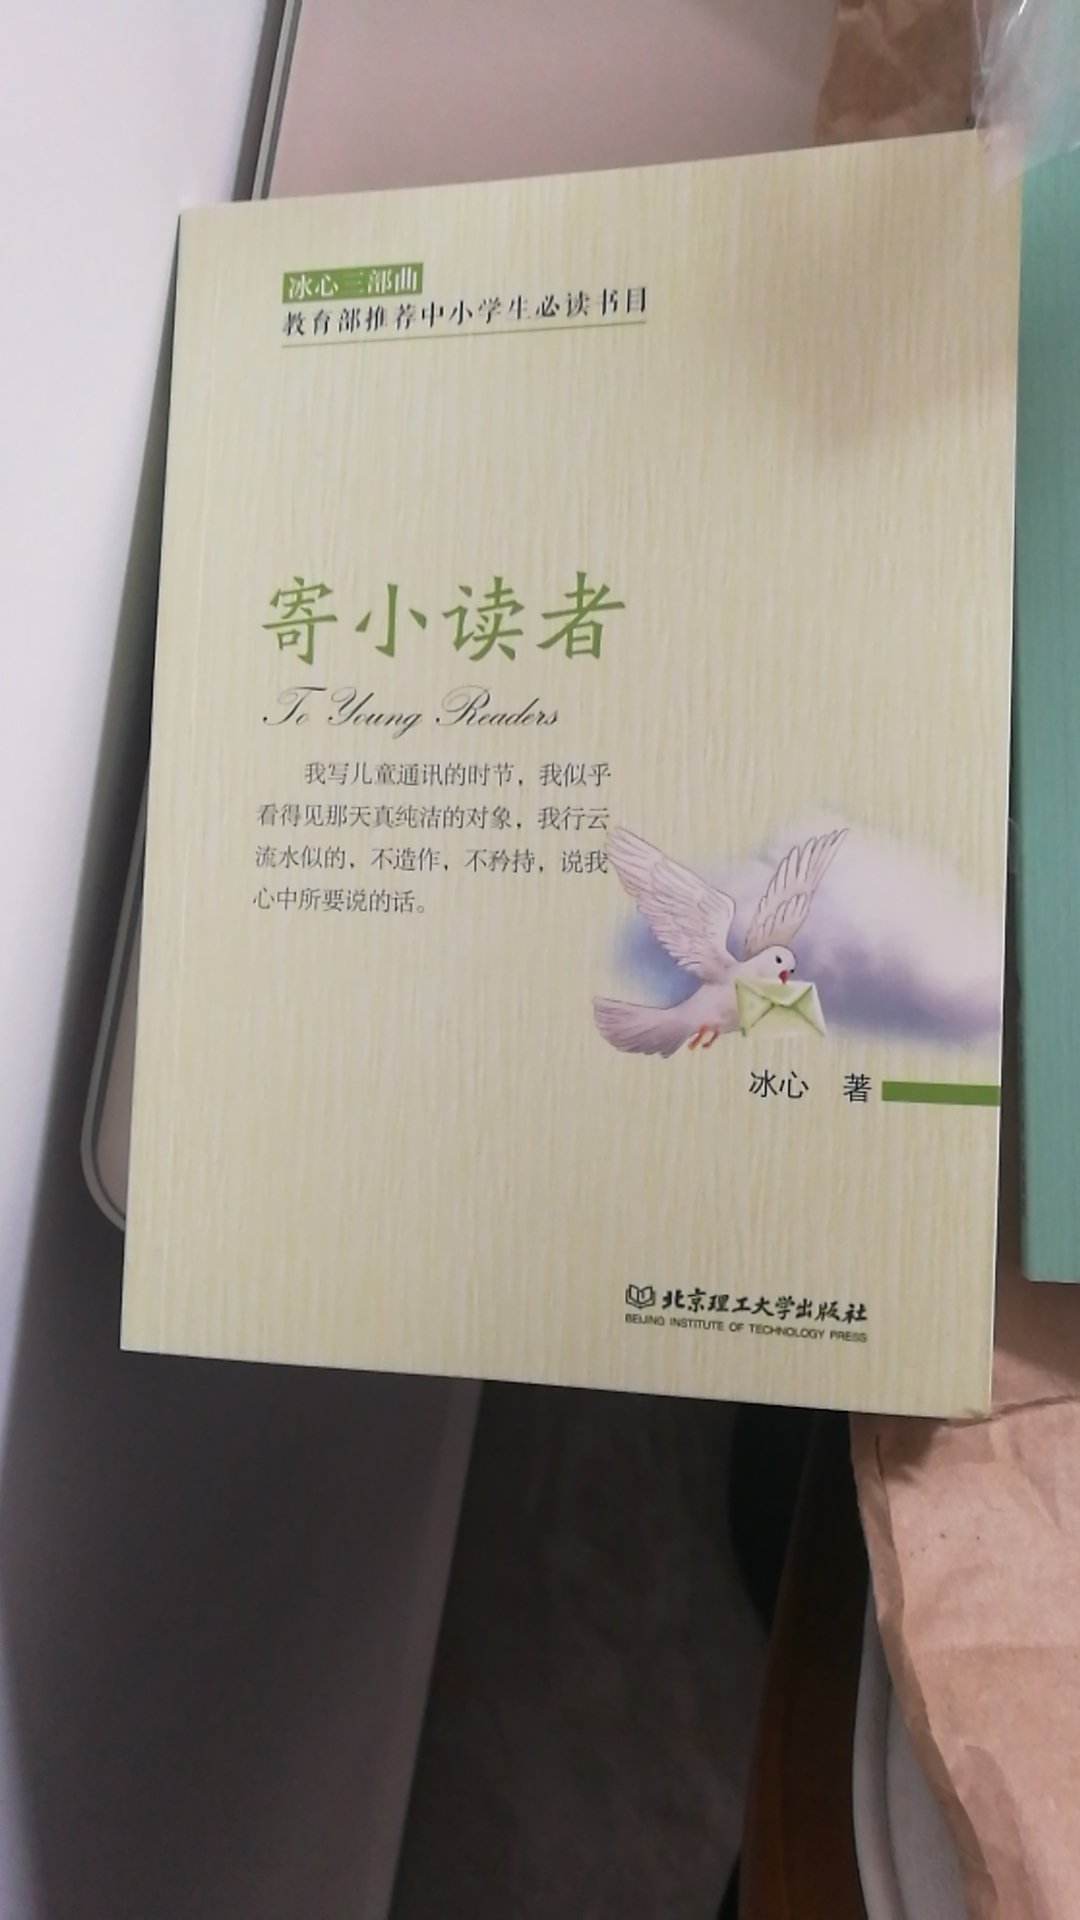 冰心三部曲
教育部推荐中小学生必读书目
寄小读者
To Young Readers
我写儿童通讯的时节，我似乎
看得见那天真纯洁的对象，我行云
流水似的，不造作，不矜持，说我
心中所要说的话。
冰心 著
北京理工大学出版社
BEIJING INSTITUTE OF TECHNOLOGY PRESS